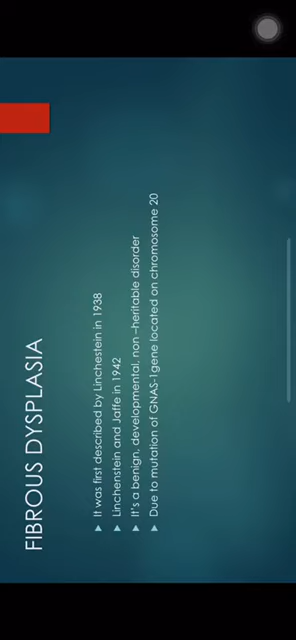 FIBROUS DYSPLASIA
It was first described by Linchestein in 1938
Linchenstein and Jaffe in 1942
It's a benign, developmental, non –heritable disorder
Due to mutation of GNAS-1gene located on chromosome 20